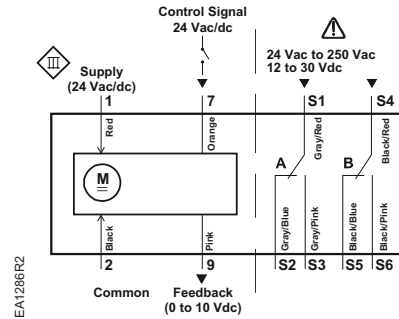 Control Signal
24 Vac/dc
24 Vac to 250 Vac
12 to 30 Vdc
III
Supply
(24 Vac/dc)
1
7
S1
S4
Red
Orange
Gray/Red
Black/Red
A
B
M
Black
Pink
Gray/Blue
Gray/Pink
Black/Blue
Black/Pink
2
9
S2
S3
S5
S6
Common
Feedback
(0 to 10 Vdc)
EA1286R2